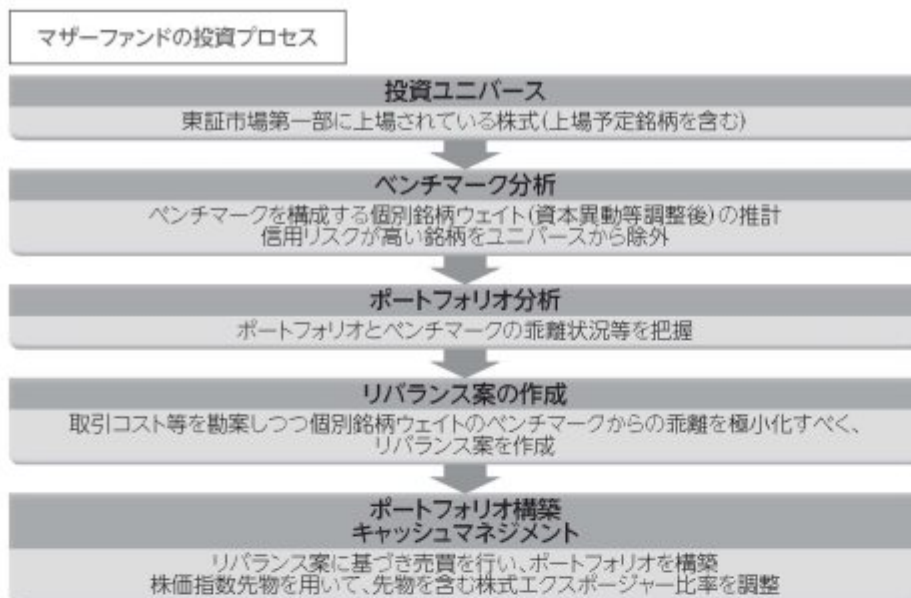 マザーファンドの投資プロセス
投資ユニバース
東証市場第一部に上場されている株式(上場予定銘柄を含む)
ベンチマーク分析
ベンチマークを構成する個別銘柄ウェイト(資本異動等調整後)の推計
信用リスクが高い銘柄をユニバースから除外
ポートフォリオ分析
ポートフォリオとベンチマークの乖離状況等を把握
リバランス案の作成
取引コスト等を勘案しつつ個別銘柄ウェイトのベンチマークからの乖離を極小化すべく、
リバランス案を作成
ポートフォリオ構築
キャッシュマネジメント
リバランス案に基づき売買を行い、ポートフォリオを構築
株価指数先物を用いて、先物を含む株式エクスポージャー比率を調整